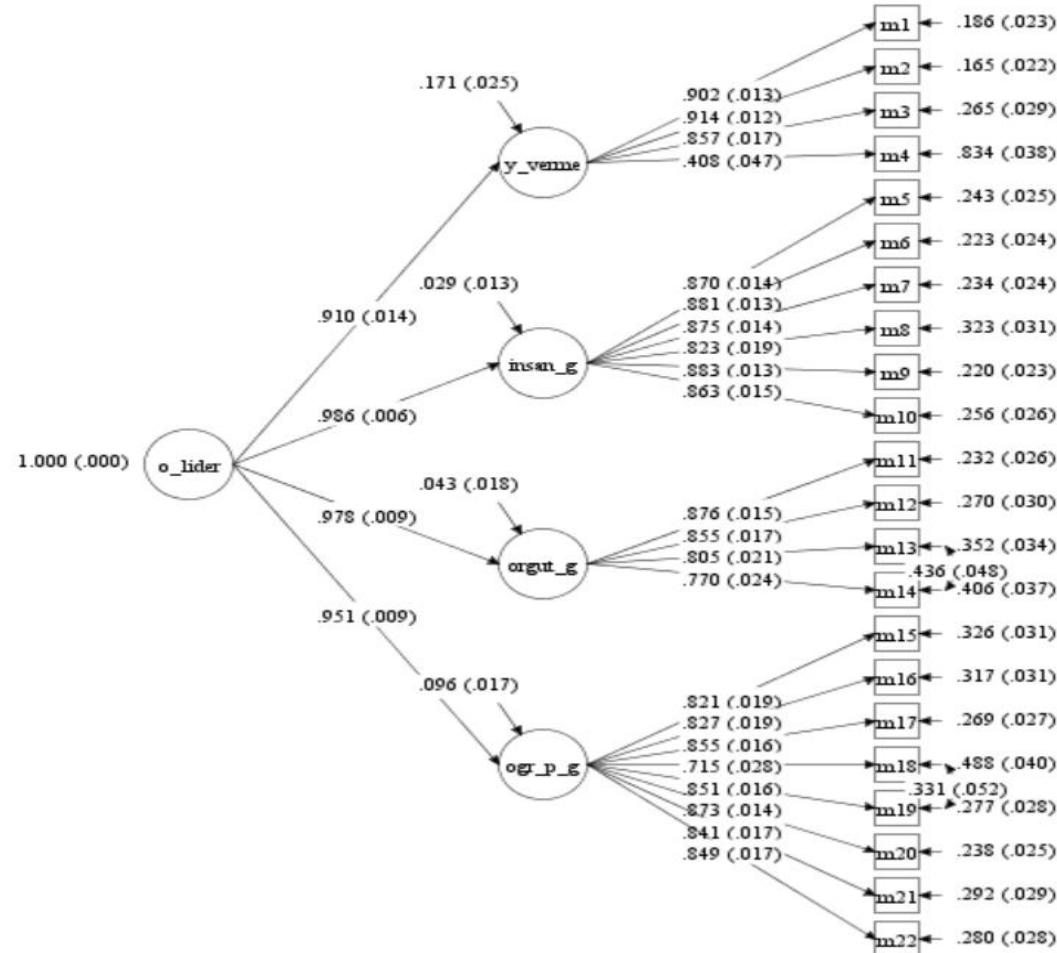 m1 .186 (.023)
m2 .165 (.022)
.171 (.025)
.902 (.013)
m3 .265 (.029)
.914 (.012)
.857 (.017)
y_verme
.408 (.047)
m4 .834 (.038)
m5 .243 (.025)
m6 .223 (.024)
.029 (.013)
.870 (.014)
m7 .234 (.024)
.881 (.013)
.910 (.014)
.875 (.014)
m8 .323 (.031)
.823 (.019)
insan_g
.883 (.013)
m9 .220 (.023)
.863 (.015)
.986 (.006)
m10 .256 (.026)
1.000 (.000)
o_lider
m11 .232 (.026)
.043 (.018)
m12 .270 (.030)
.978 (.009)
.876 (.015)
.855 (.017)
m13 .352 (.034)
.805 (.021)
orgut_g
.770 (.024)
.436 (.048)
m14 .406 (.037)
.951 (.009)
m15 .326 (.031)
.096 (.017)
m16 .317 (.031)
.821 (.019)
.827 (.019)
m17 .269 (.027)
.855 (.016)
ogr_p_g
.715 (.028)
m18 .488 (.040)
.851 (.016)
.331 (.052)
.873 (.014)
m19 .277 (.028)
.841 (.017)
.849 (.017)
m20 .238 (.025)
m21 .292 (.029)
m22 .280 (.028)